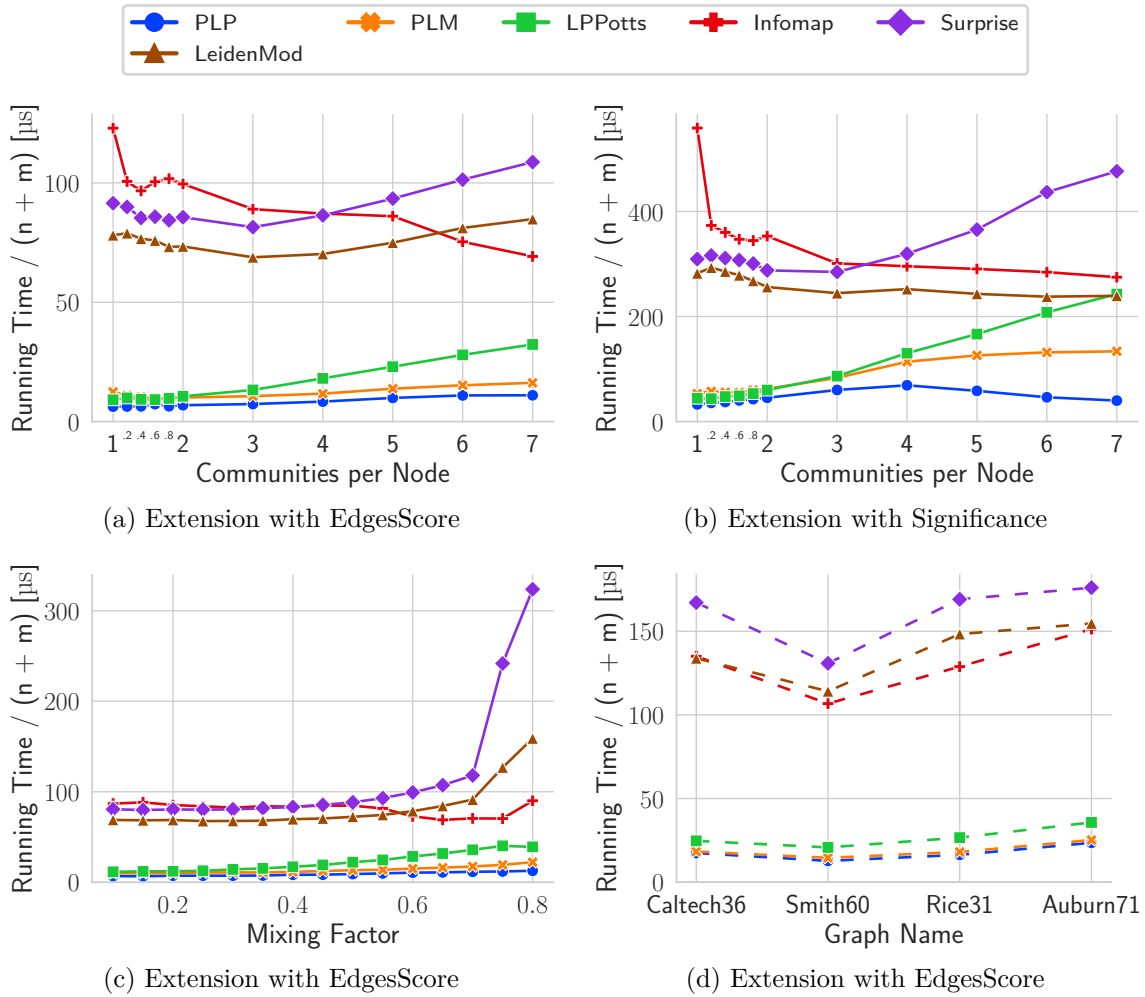 PLP PLM LPPotts Infomap Surprise
LeidenMod
Running Time / (n + m) [µs]
100
50
0
1 .2 .4 .6 .8 2 3 4 5 6 7
Communities per Node
(a) Extension with EdgesScore
Running Time / (n + m) [µs]
400
200
0
1 .2 .4 .6 .8 2 3 4 5 6 7
Communities per Node
(b) Extension with Significance
Running Time / (n + m) [µs]
300
200
100
0
0.2 0.4 0.6 0.8
Mixing Factor
(c) Extension with EdgesScore
Running Time / (n + m) [µs]
150
100
50
0
Caltech36 Smith60 Rice31 Auburn71
Graph Name
(d) Extension with EdgesScore